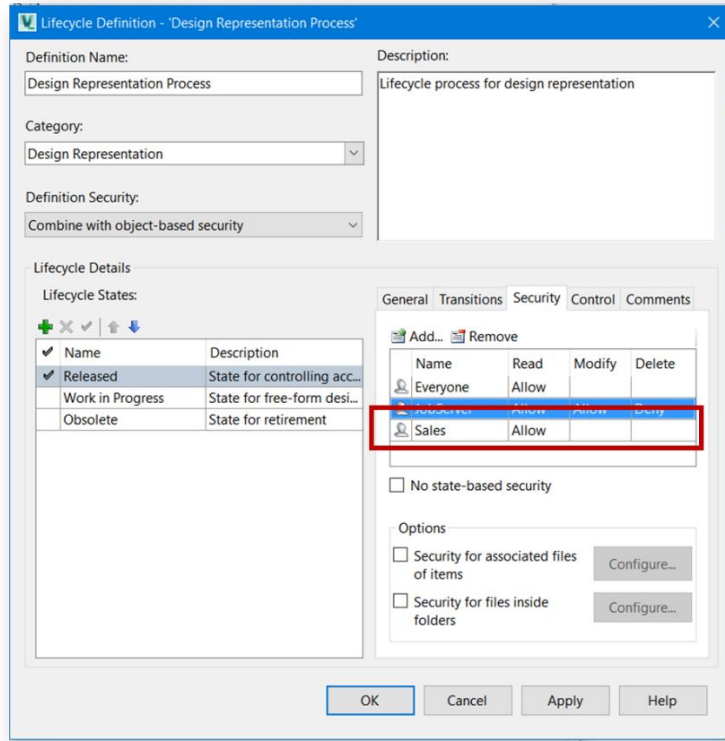 Lifecycle Definition - 'Design Representation Process'
Definition Name:
Design Representation Process
Category:
Design Representation
Definition Security:
Combine with object-based security
Description:
Lifecycle process for design representation
Lifecycle Details
Lifecycle States:
Name Description
Released State for controlling acc...
Work in Progress State for free-form desi...
Obsolete State for retirement
General Transitions Security Control Comments
Add... Remove
Name Read Modify Delete
Everyone Allow
JobServer Allow Allow Deny
Sales Allow
No state-based security
Options
Security for associated files
of items
Configure...
Security for files inside
folders
Configure...
OK Cancel Apply Help